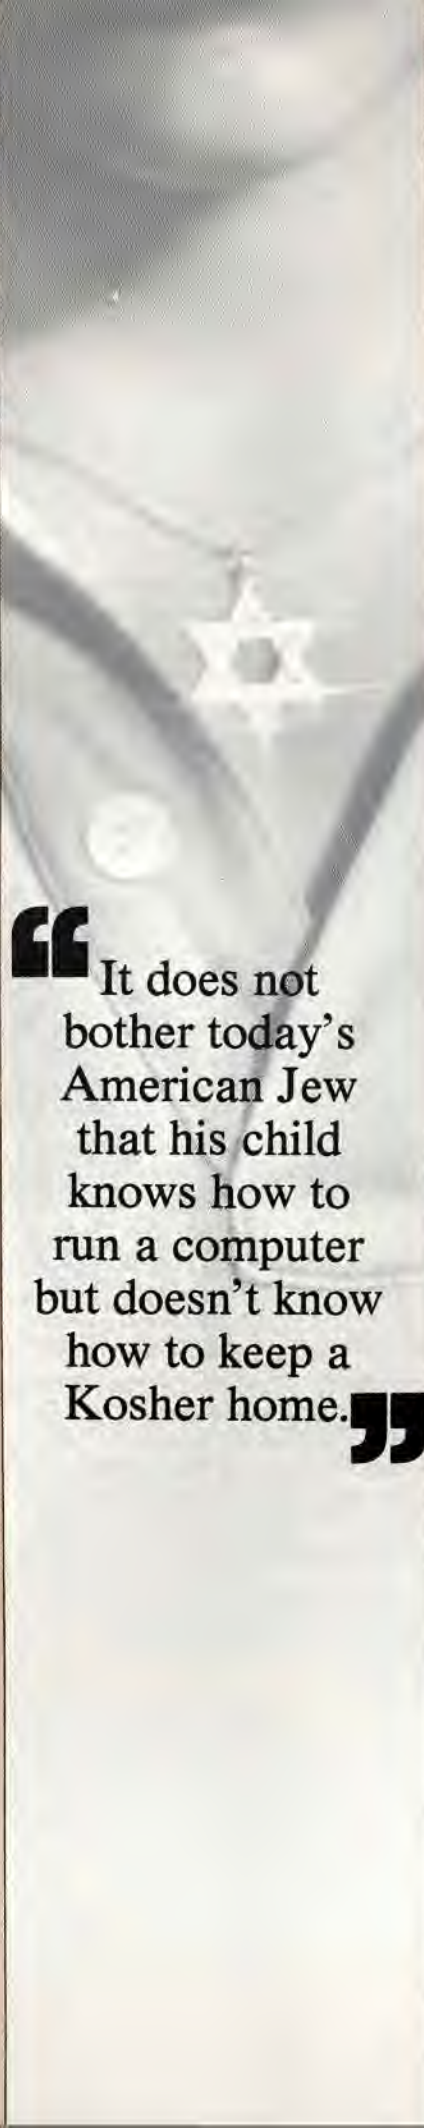 “It does not
bother today’s
American Jew
that his child
knows how to
run a computer
but doesn’t know
how to keep a
Kosher home.”